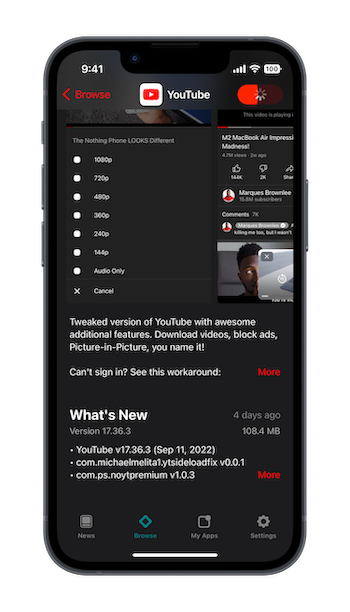 9:41
100
Browse
YouTube
This video is playing i
The Nothing Phone LOOKS Different
1080p
720p
480p
360p
240p
144p
Audio Only
Cancel
M2 MacBook Air Impressi
Madness!
4.7M views · 2w ago
144K
2K
Shar
Marques Brownlee
15.8M subscribers
Comments 7K
Marques Brownlee
killing me too, but I wasn't
Tweaked version of YouTube with awesome
additional features. Download videos, block ads,
Picture-in-Picture, you name it!
Can't sign in? See this workaround:
More
What's New
4 days ago
Version 17.36.3
108.4 MB
• YouTube v17.36.3 (Sep 11, 2022)
• com.michaelmelita1.ytsideloadfix v0.0.1
• com.ps.noytpremium v1.0.3
More
News
Browse
My Apps
Settings